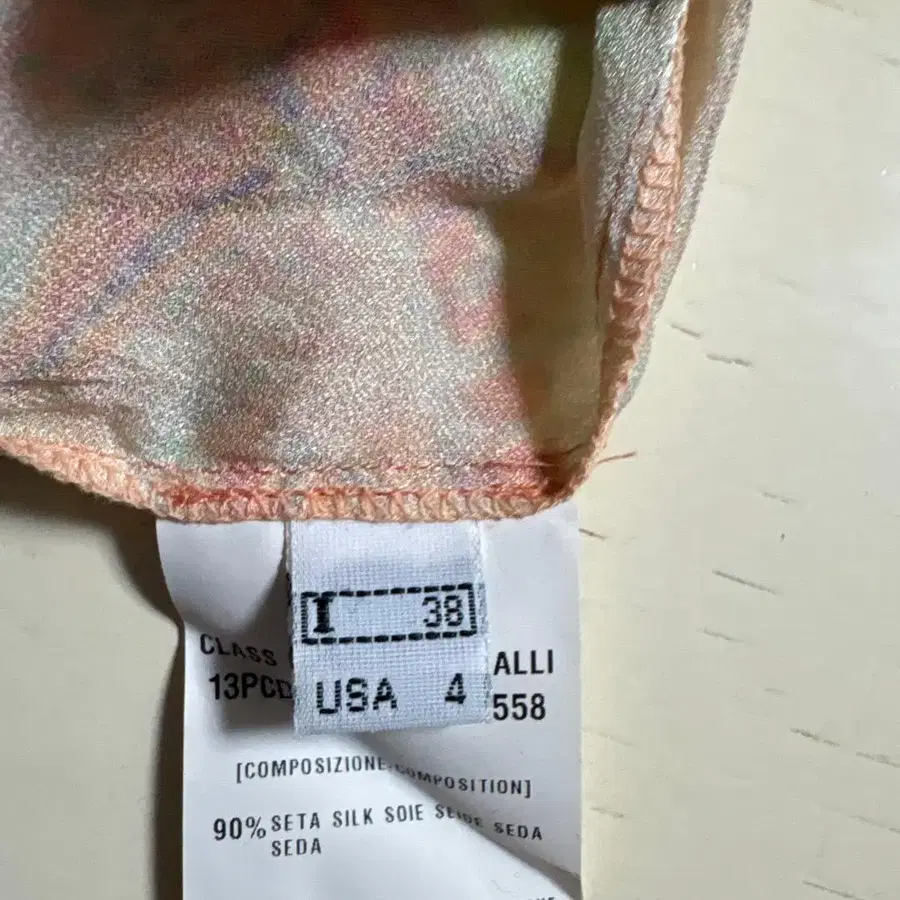 I 38
USA 4
CLASS ALLI
13PCD 558
[COMPOSIZIONE-COMPOSITION]
90% SETA SILK SOIE SEIDE SEDA
SEDA